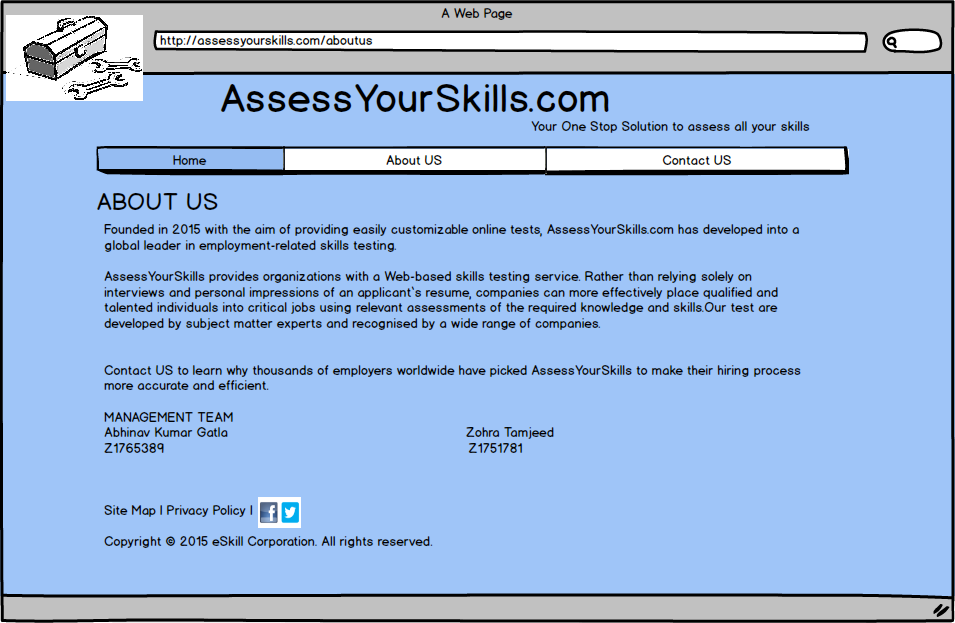 A Web Page
http://assessyourskills.com/aboutus
AssessYourSkills.com
Your One Stop Solution to assess all your skills
Home About US Contact US
ABOUT US
Founded in 2015 with the aim of providing easily customizable online tests, AssessYourSkills.com has developed into a
global leader in employment-related skills testing.
AssessYourSkills provides organizations with a Web-based skills testing service. Rather than relying solely on
interviews and personal impressions of an applicant`s resume, companies can more effectively place qualified and
talented individuals into critical jobs using relevant assessments of the required knowledge and skills.Our test are
developed by subject matter experts and recognised by a wide range of companies.
Contact US to learn why thousands of employers worldwide have picked AssessYourSkills to make their hiring process
more accurate and efficient.
MANAGEMENT TEAM
Abhinav Kumar Gatla Zohra Tamjeed
Z1765389 Z1751781
Site Map | Privacy Policy | f
Copyright © 2015 eSkill Corporation. All rights reserved.